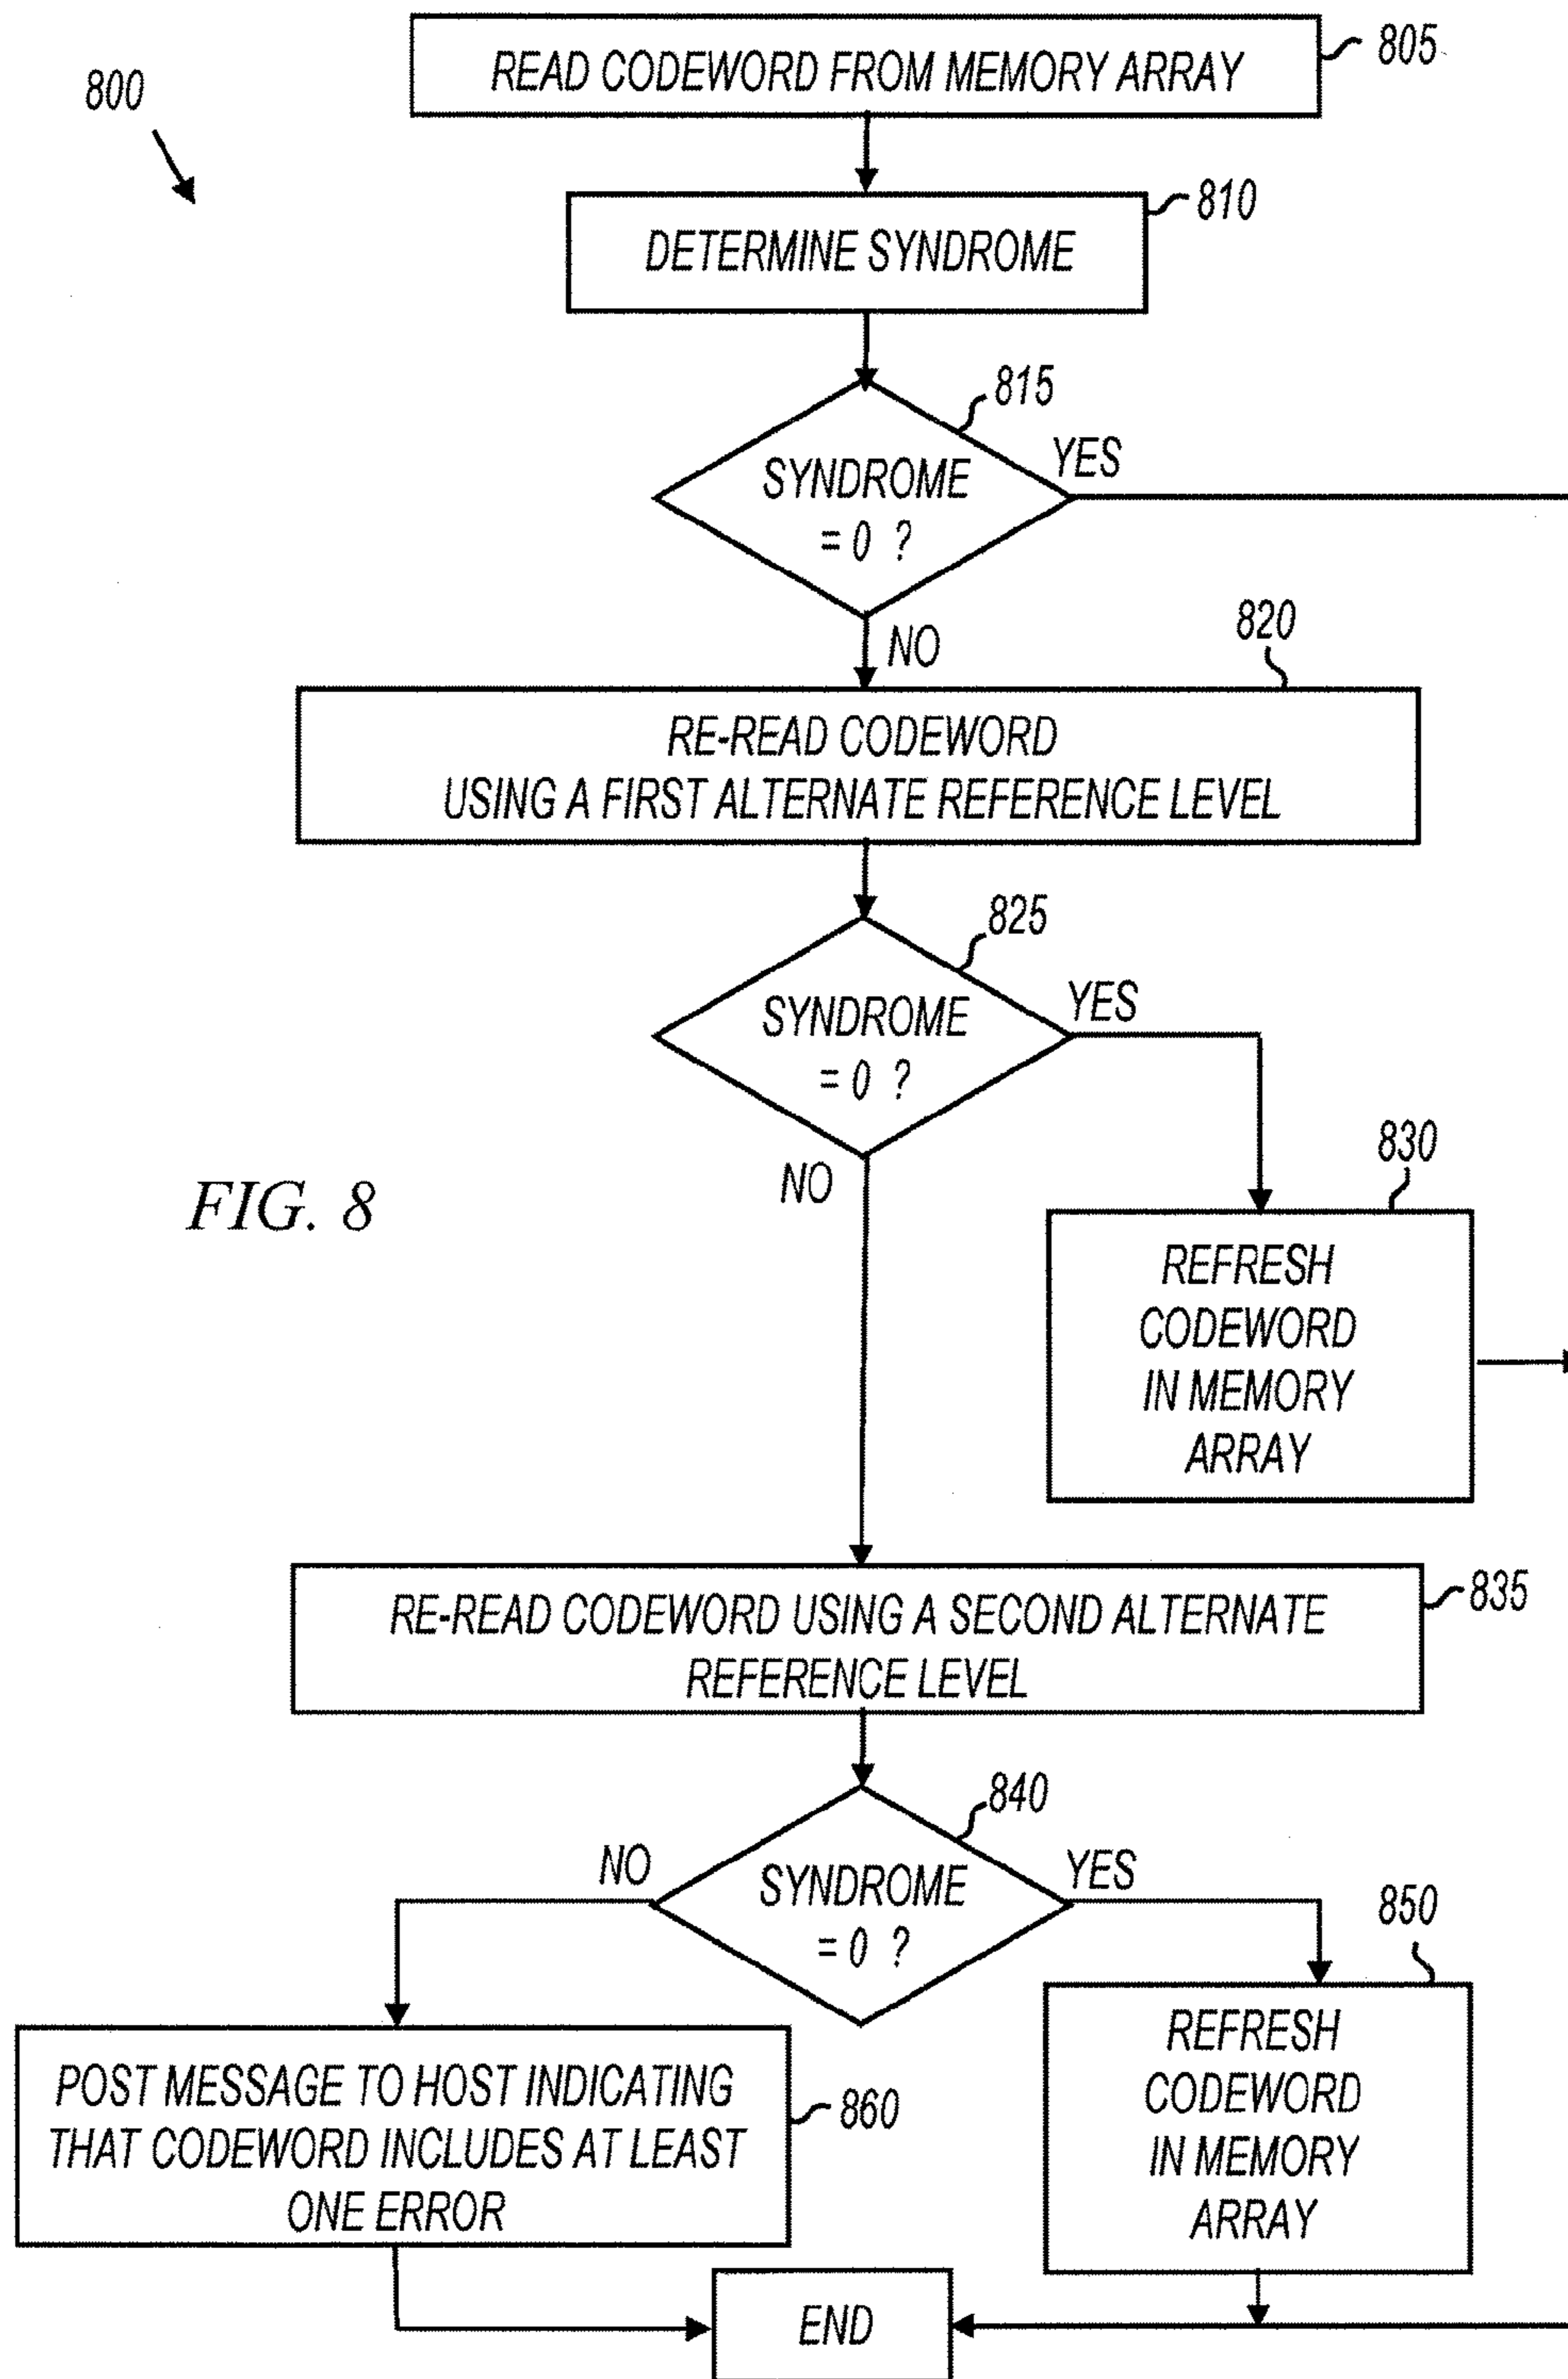 800
READ CODEWORD FROM MEMORY ARRAY
805
DETERMINE SYNDROME
810
815
SYNDROME
= 0 ?
YES
NO
820
RE-READ CODEWORD
USING A FIRST ALTERNATE REFERENCE LEVEL
825
SYNDROME
= 0 ?
YES
NO
FIG. 8
830
REFRESH
CODEWORD
IN MEMORY
ARRAY
RE-READ CODEWORD USING A SECOND ALTERNATE
REFERENCE LEVEL
835
840
NO
SYNDROME
= 0 ?
YES
850
REFRESH
CODEWORD
IN MEMORY
ARRAY
POST MESSAGE TO HOST INDICATING
THAT CODEWORD INCLUDES AT LEAST
ONE ERROR
860
END